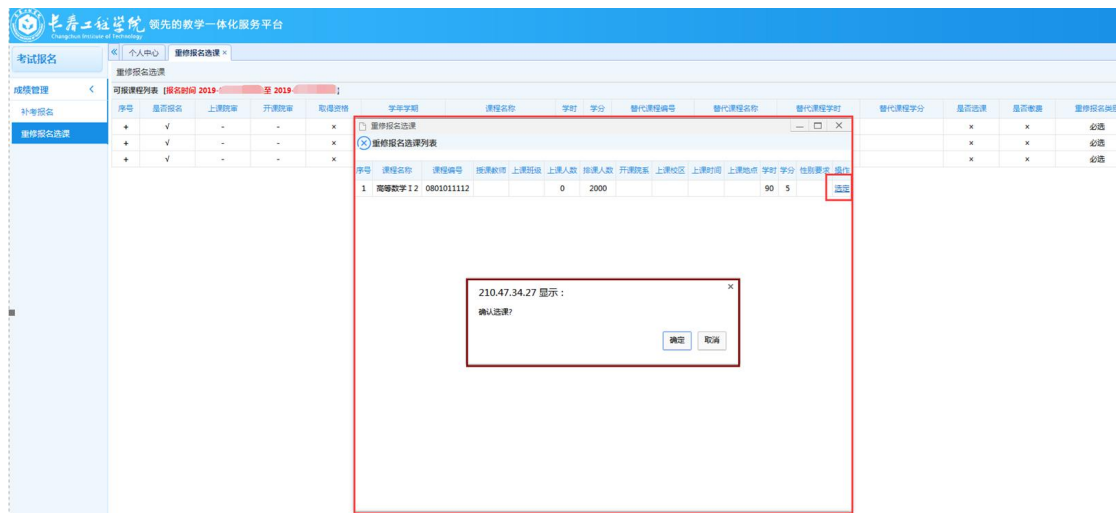 长春工程学院 领先的教学一体化服务平台
Changchun Institute of Technology
考试报名
个人中心 重修报名选课 ×
重修报名选课
成绩管理
可报课程列表 [报名时间 2019- 至 2019- ]
补考报名
重修报名选课
序号 是否报名 上课院审 开课院审 取得资格 学年学期 课程名称 学时 学分 替代课程编号 替代课程名称 替代课程学时 替代课程学分 是否选课 是否缴费 重修报名类
+ √ - - × × × 必选
+ √ - - × × × 必选
+ √ - - × × × 必选
重修报名选课
重修报名选课列表
序号 课程名称 课程编号 授课教师 上课班级 上课人数 排课人数 开课院系 上课校区 上课时间 上课地点 学时 学分 性别要求 操作
1 高等数学 I 2 0801011112 0 2000 90 5 选定
210.47.34.27 显示：
确认选课?
确定 取消